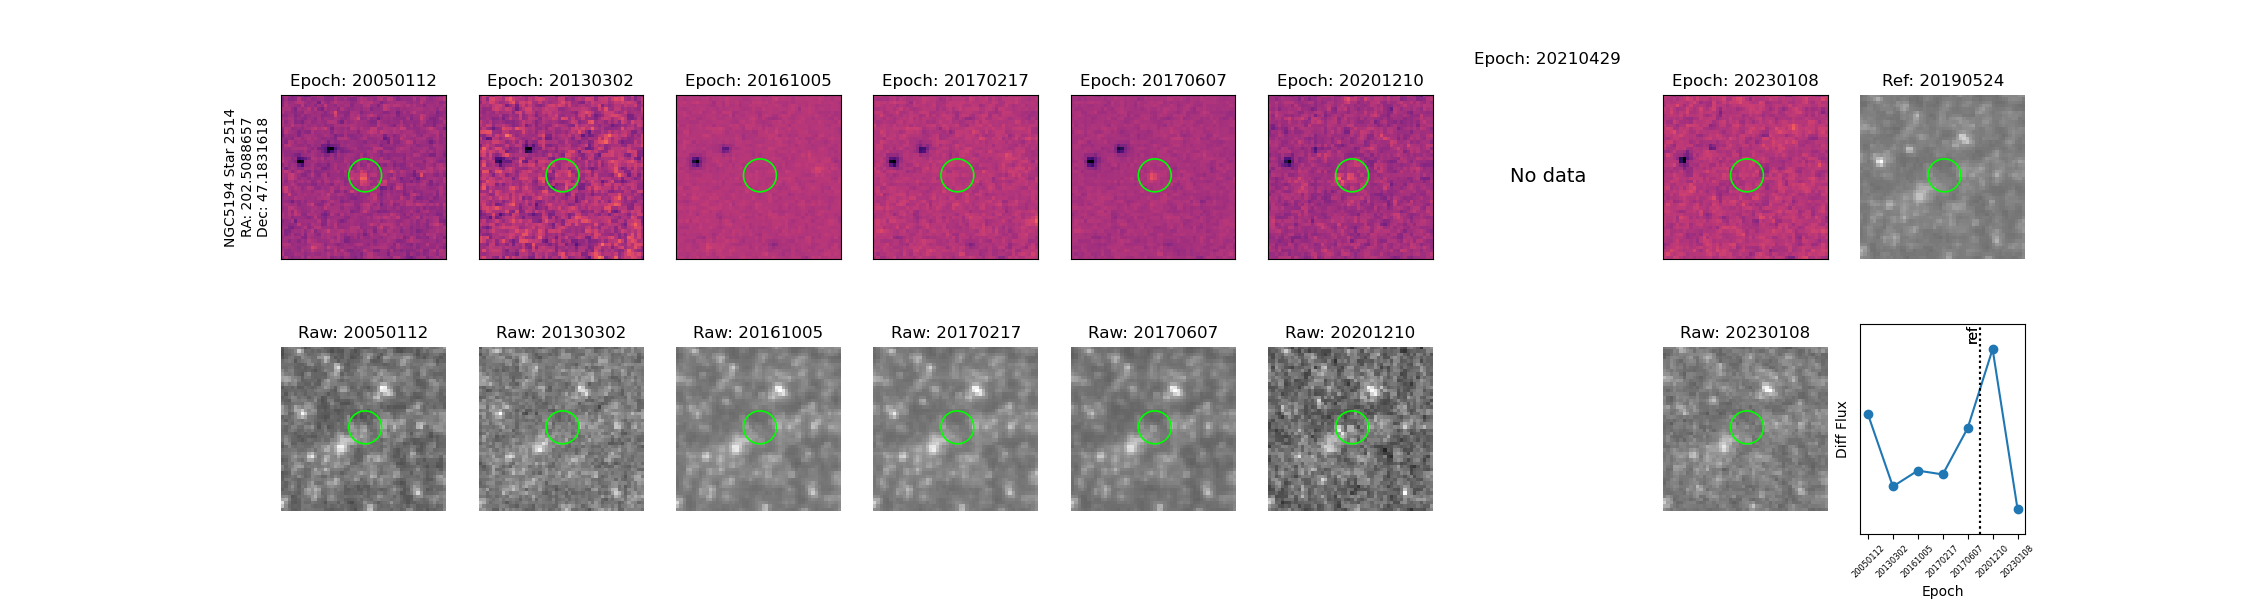 NGC5194 Star 2514
RA: 202.5088657
Dec: 47.1831618
Epoch: 20050112
Epoch: 20130302
Epoch: 20161005
Epoch: 20170217
Epoch: 20170607
Epoch: 20201210
Epoch: 20210429
No data
Epoch: 20230108
Ref: 20190524
Raw: 20050112
Raw: 20130302
Raw: 20161005
Raw: 20170217
Raw: 20170607
Raw: 20201210
Raw: 20230108
Diff Flux
ref
20050112
20130302
20161005
20170217
20170607
20201210
20230108
Epoch